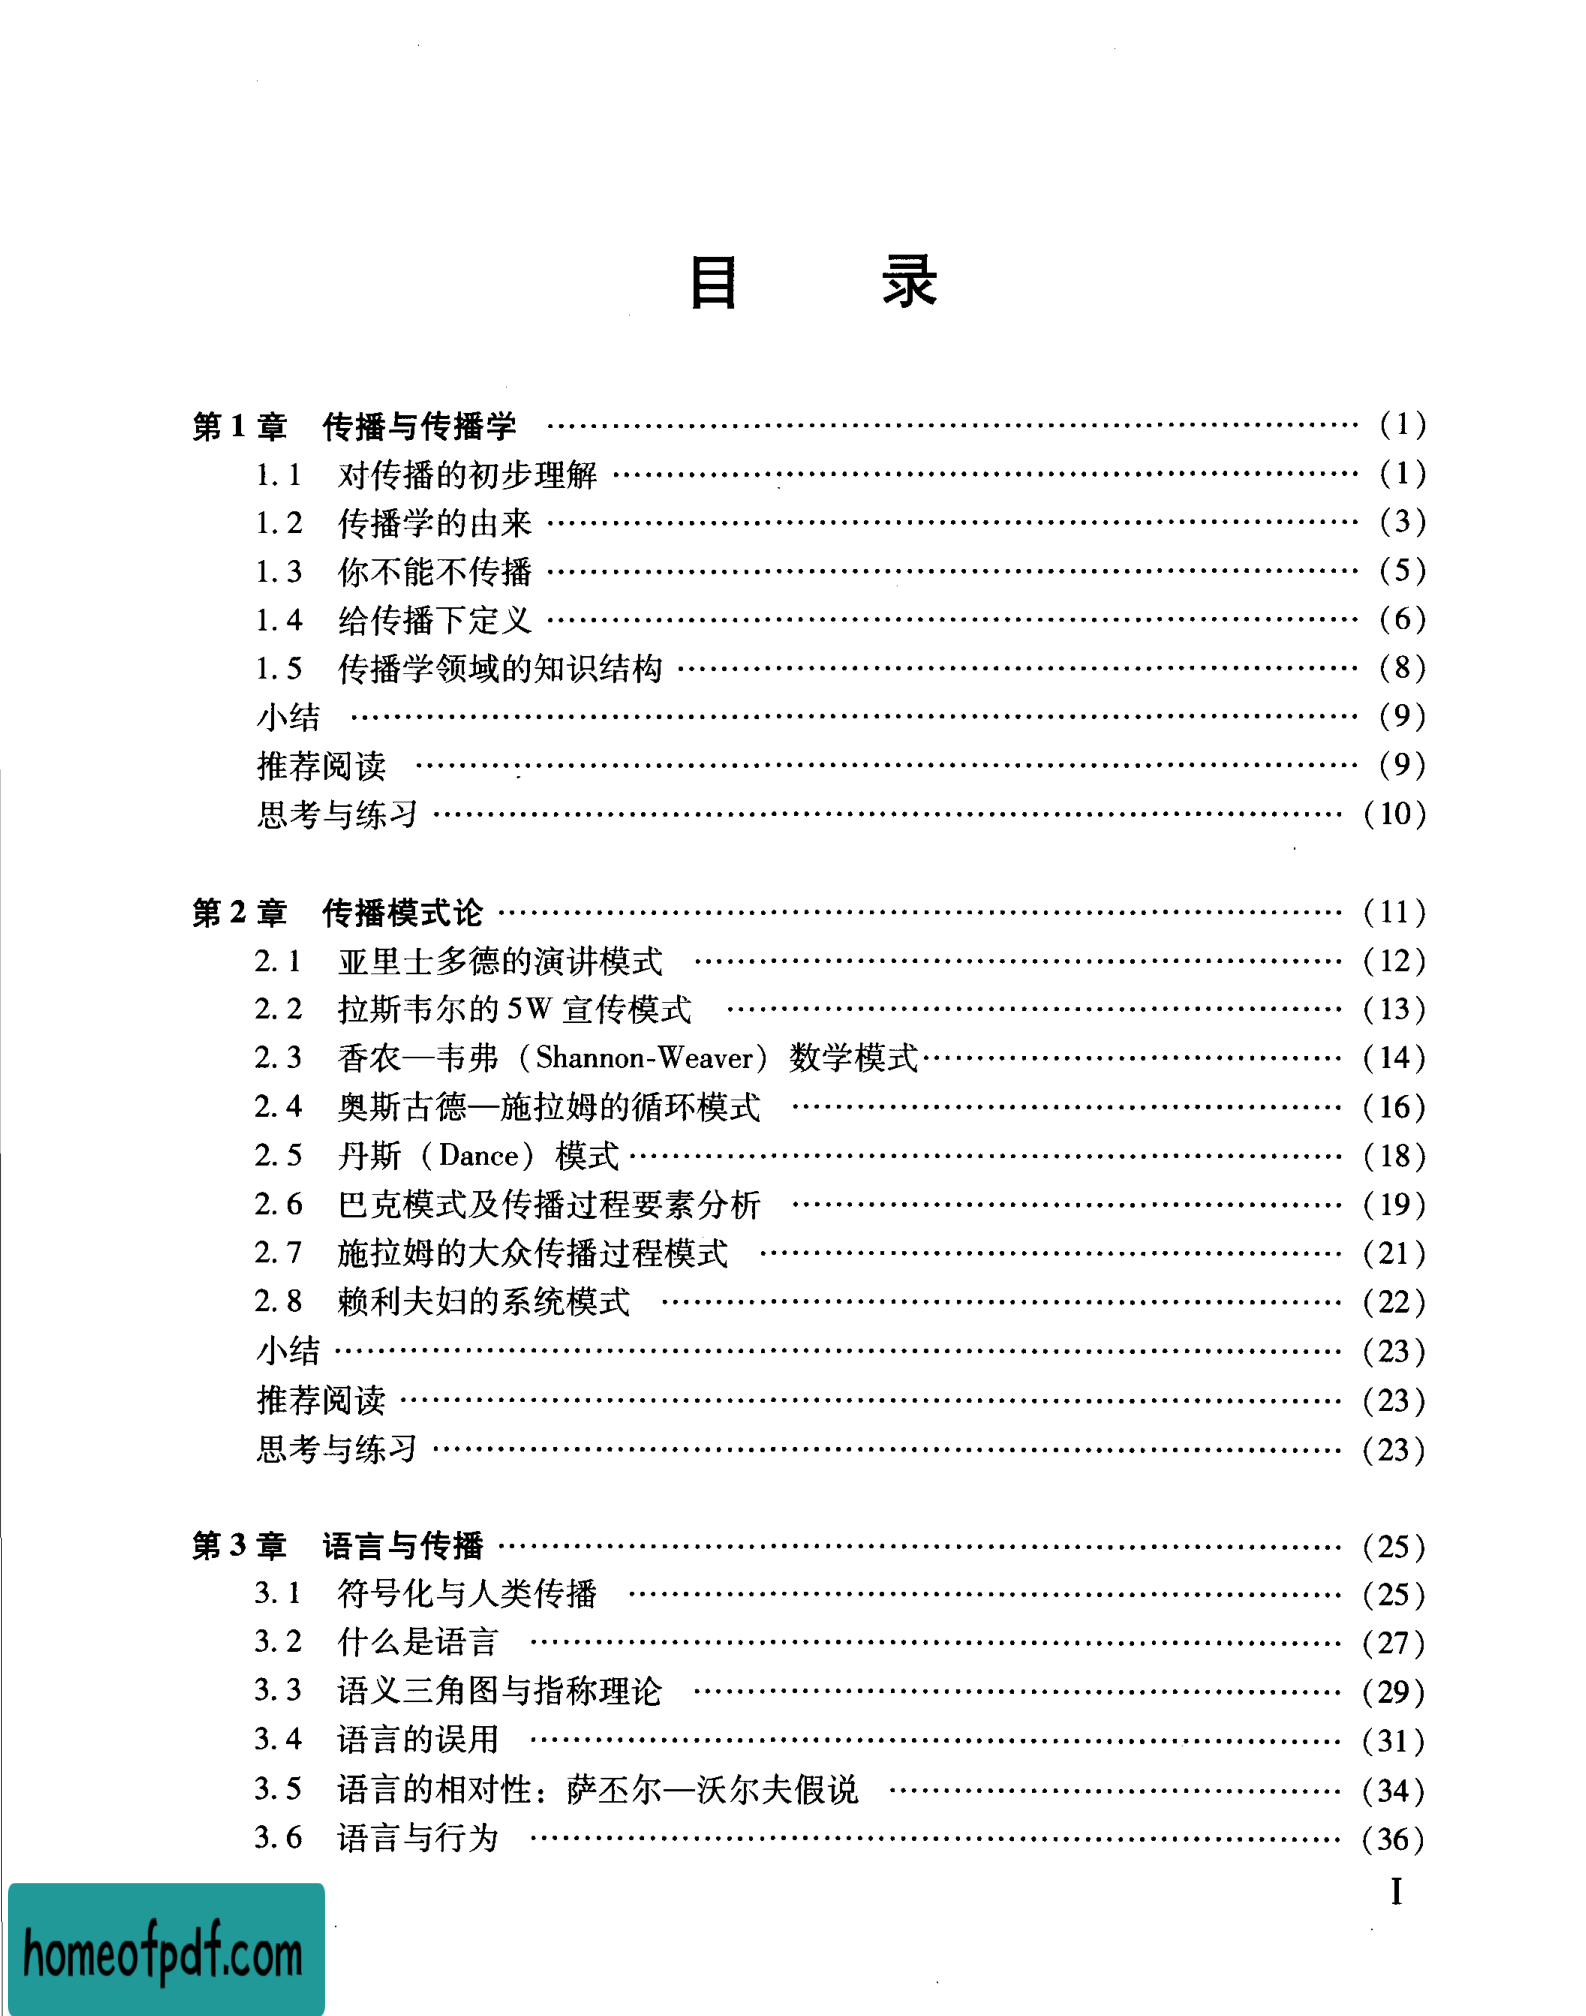 目 录
第1章 传播与传播学 ………………………… (1)
1.1 对传播的初步理解 ………………………… (1)
1.2 传播学的由来 ………………………… (3)
1.3 你不能不传播 ………………………… (5)
1.4 给传播下定义 ………………………… (6)
1.5 传播学领域的知识结构 ………………………… (8)
小结 ………………………… (9)
推荐阅读 ………………………… (9)
思考与练习 ………………………… (10)
第2章 传播模式论 ………………………… (11)
2.1 亚里士多德的演讲模式 ………………………… (12)
2.2 拉斯韦尔的5W宣传模式 ………………………… (13)
2.3 香农—韦弗(Shannon-Weaver)数学模式 ………………………… (14)
2.4 奥斯古德—施拉姆的循环模式 ………………………… (16)
2.5 丹斯(Dance)模式 ………………………… (18)
2.6 巴克模式及传播过程要素分析 ………………………… (19)
2.7 施拉姆的大众传播过程模式 ………………………… (21)
2.8 赖利夫妇的系统模式 ………………………… (22)
小结 ………………………… (23)
推荐阅读 ………………………… (23)
思考与练习 ………………………… (23)
第3章 语言与传播 ………………………… (25)
3.1 符号化与人类传播 ………………………… (25)
3.2 什么是语言 ………………………… (27)
3.3 语义三角图与指称理论 ………………………… (29)
3.4 语言的误用 ………………………… (31)
3.5 语言的相对性：萨丕尔—沃尔夫假说 ………………………… (34)
3.6 语言与行为 ………………………… (36)
I
homeofpdf.com